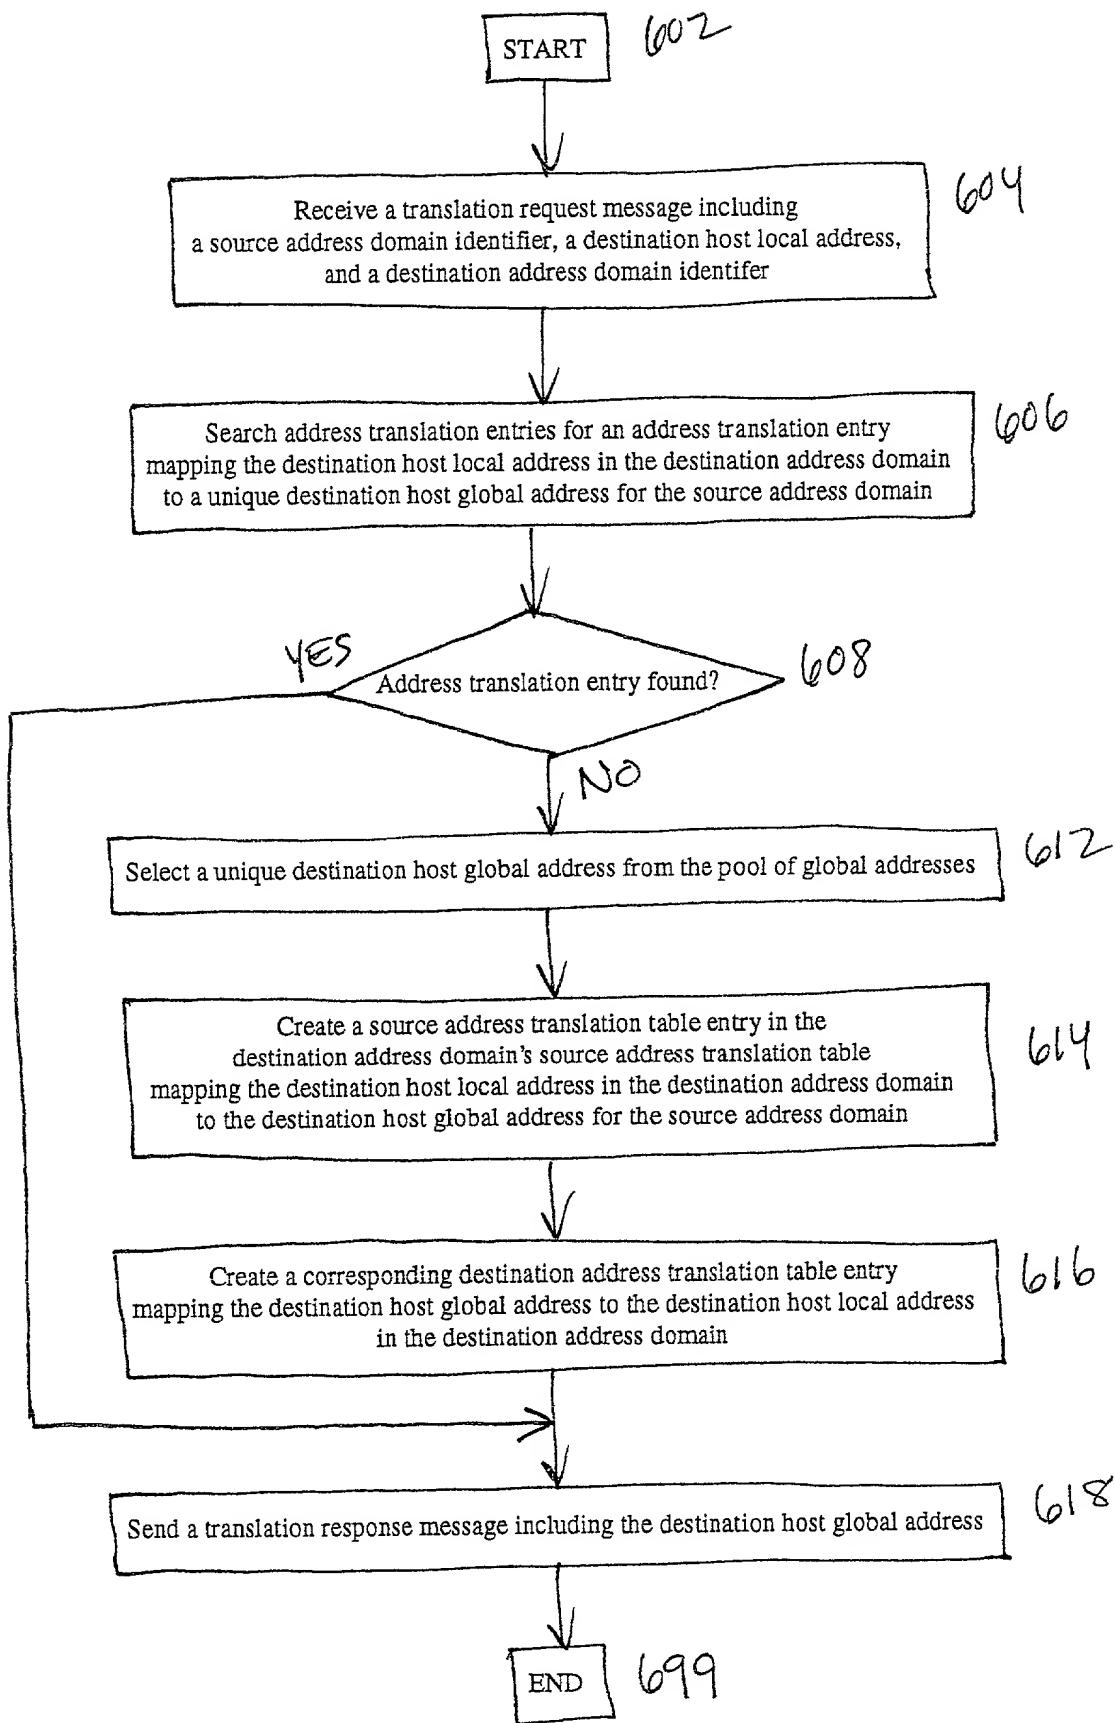 START
602
604
Receive a translation request message including
a source address domain identifier, a destination host local address,
and a destination address domain identifer
606
Search address translation entries for an address translation entry
mapping the destination host local address in the destination address domain
to a unique destination host global address for the source address domain
YES
Address translation entry found?
608
NO
Select a unique destination host global address from the pool of global addresses
612
Create a source address translation table entry in the
destination address domain's source address translation table
mapping the destination host local address in the destination address domain
to the destination host global address for the source address domain
614
Create a corresponding destination address translation table entry
mapping the destination host global address to the destination host local address
in the destination address domain
616
Send a translation response message including the destination host global address
618
END
699